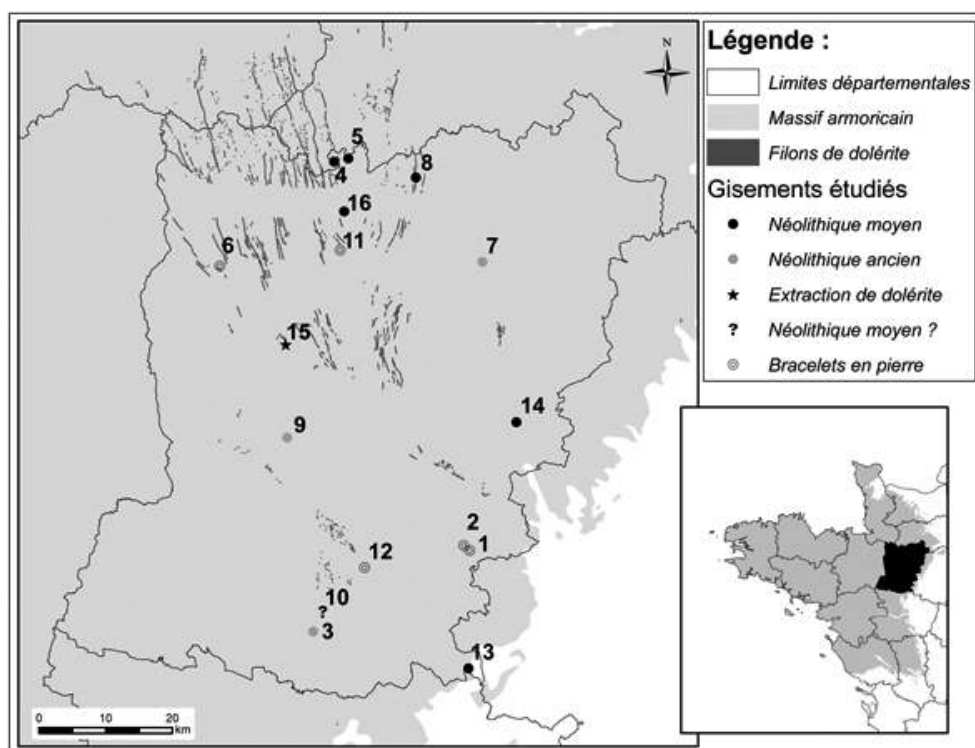 N
5
4
8
16
11
6
7
15
14
9
2
1
12
10
?
3
13
0 10 20
km
Légende :
Limites départementales
Massif armoricain
Filons de dolérite
Gisements étudiés
Néolithique moyen
Néolithique ancien
Extraction de dolérite
? Néolithique moyen ?
Bracelets en pierre